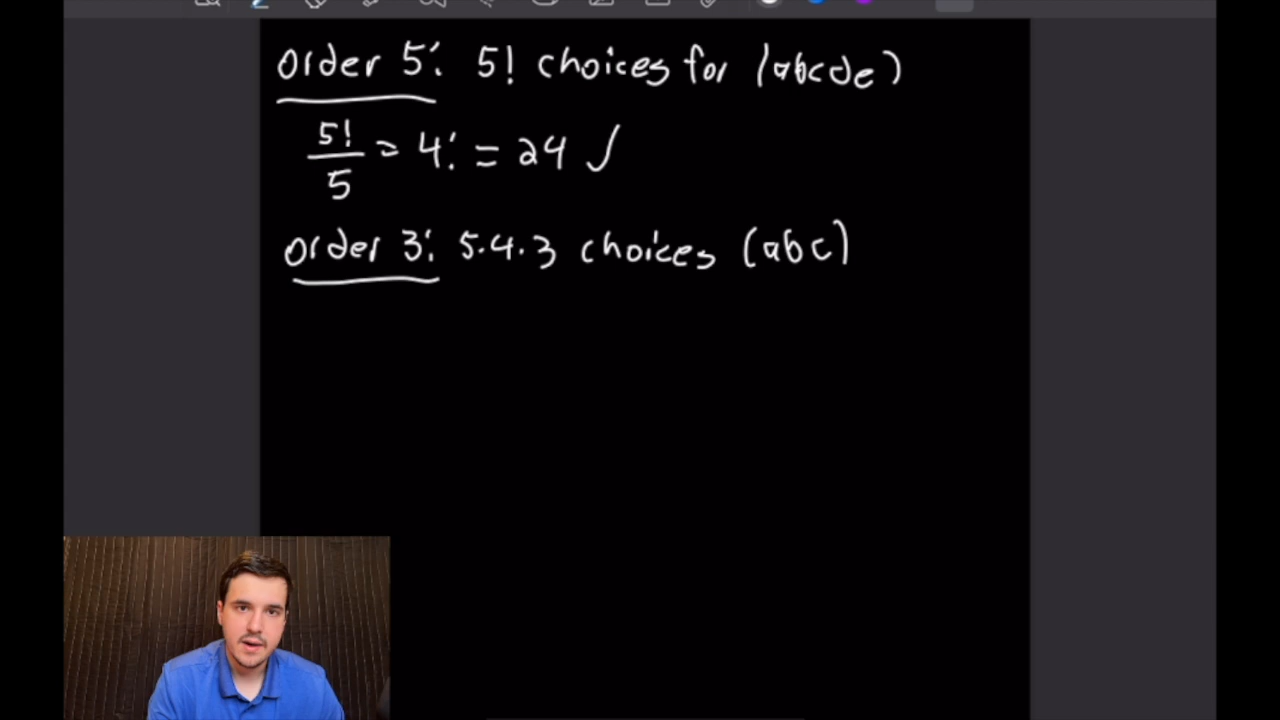 order 5: 5! choices for (abcde)
5!
5
= 4! = 24 ✓
order 3: 5.4.3 choices (abc)